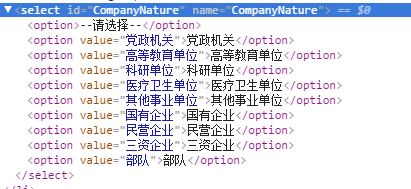 ▼<select id="CompanyNature" name="CompanyNature"> == $0
<option>--请选择--</option>
<option value="党政机关">党政机关</option>
<option value="高等教育单位">高等教育单位</option>
<option value="科研单位">科研单位</option>
<option value="医疗卫生单位">医疗卫生单位</option>
<option value="其他事业单位">其他事业单位</option>
<option value="国有企业">国有企业</option>
<option value="民营企业">民营企业</option>
<option value="三资企业">三资企业</option>
<option value="部队">部队</option>
</select>